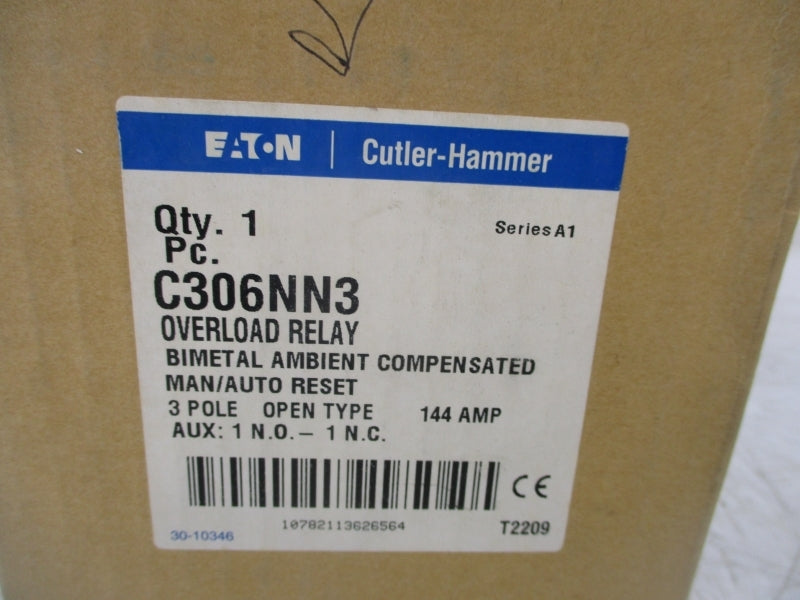 EATON | Cutler-Hammer
Qty. 1
Series A1
Pc.
C306NN3
OVERLOAD RELAY
BIMETAL AMBIENT COMPENSATED
MAN/AUTO RESET
3 POLE OPEN TYPE 144 AMP
AUX: 1 N.O. – 1 N.C.
CE
10782113626564
30-10346
T2209